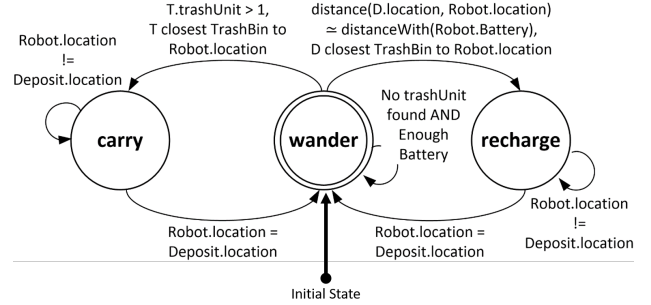 T.trashUnit > 1,
T closest TrashBin to
Robot.location
distance(D.location, Robot.location)
≃ distanceWith(Robot.Battery),
D closest TrashBin to Robot.location
Robot.location
!=
Deposit.location
carry
wander
No trashUnit
found AND
Enough
Battery
recharge
Robot.location =
Deposit.location
Robot.location =
Deposit.location
Robot.location
!=
Deposit.location
Initial State